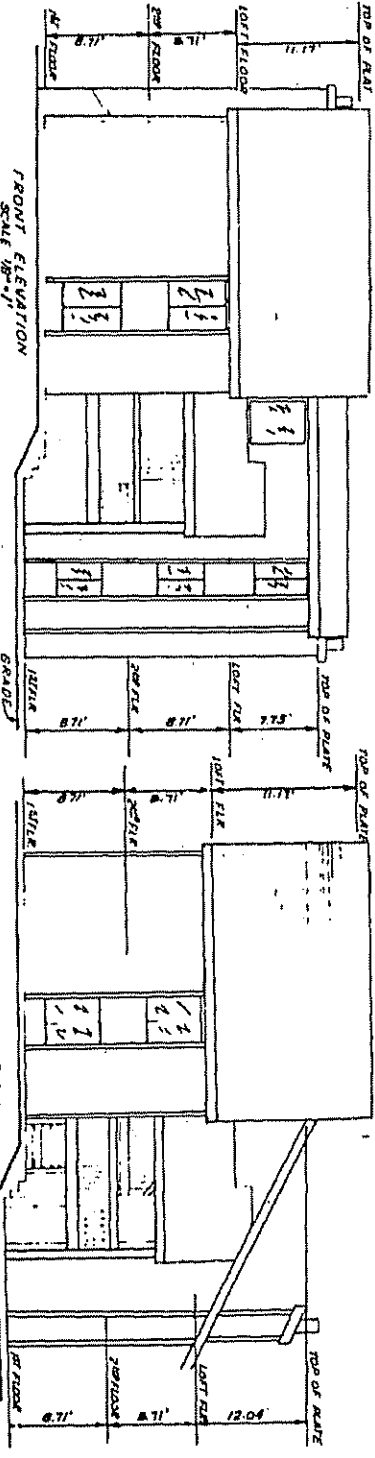 TOP OF PLAT
11.17'
LOFT FLOOR
8.71'
2ND FLOOR
8.71'
1ST FLOOR
FRONT ELEVATION
SCALE 1/8" = 1'
TOP OF PLATE
7.75'
LOFT FLR
8.71'
2ND FLR
8.71'
1ST FLR
GRADE
TOP OF PLATE
11.17'
LOFT FLR
8.71'
2ND FLR
8.71'
1ST FLR
TOP OF PLATE
12.04'
LOFT FLR
8.71'
2ND FLOOR
8.71'
1ST FLOOR